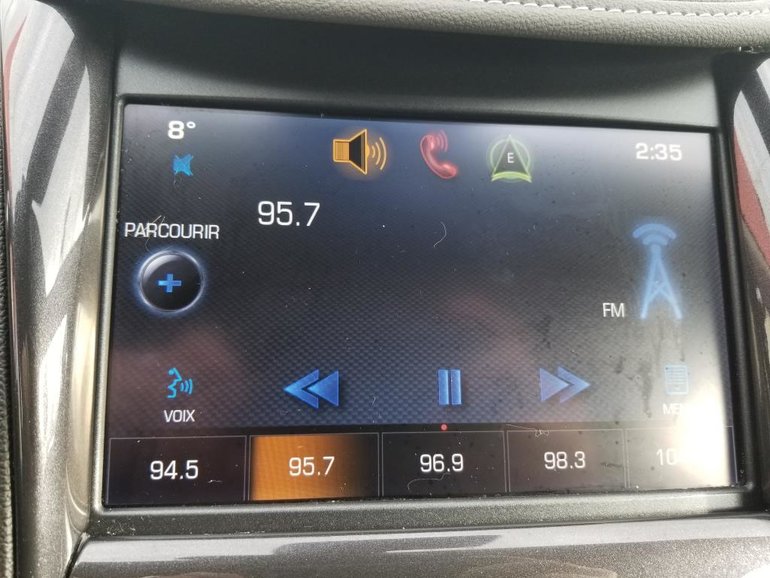 8°
E
2:35
95.7
PARCOURIR
FM
VOIX
94.5 95.7 96.9 98.3